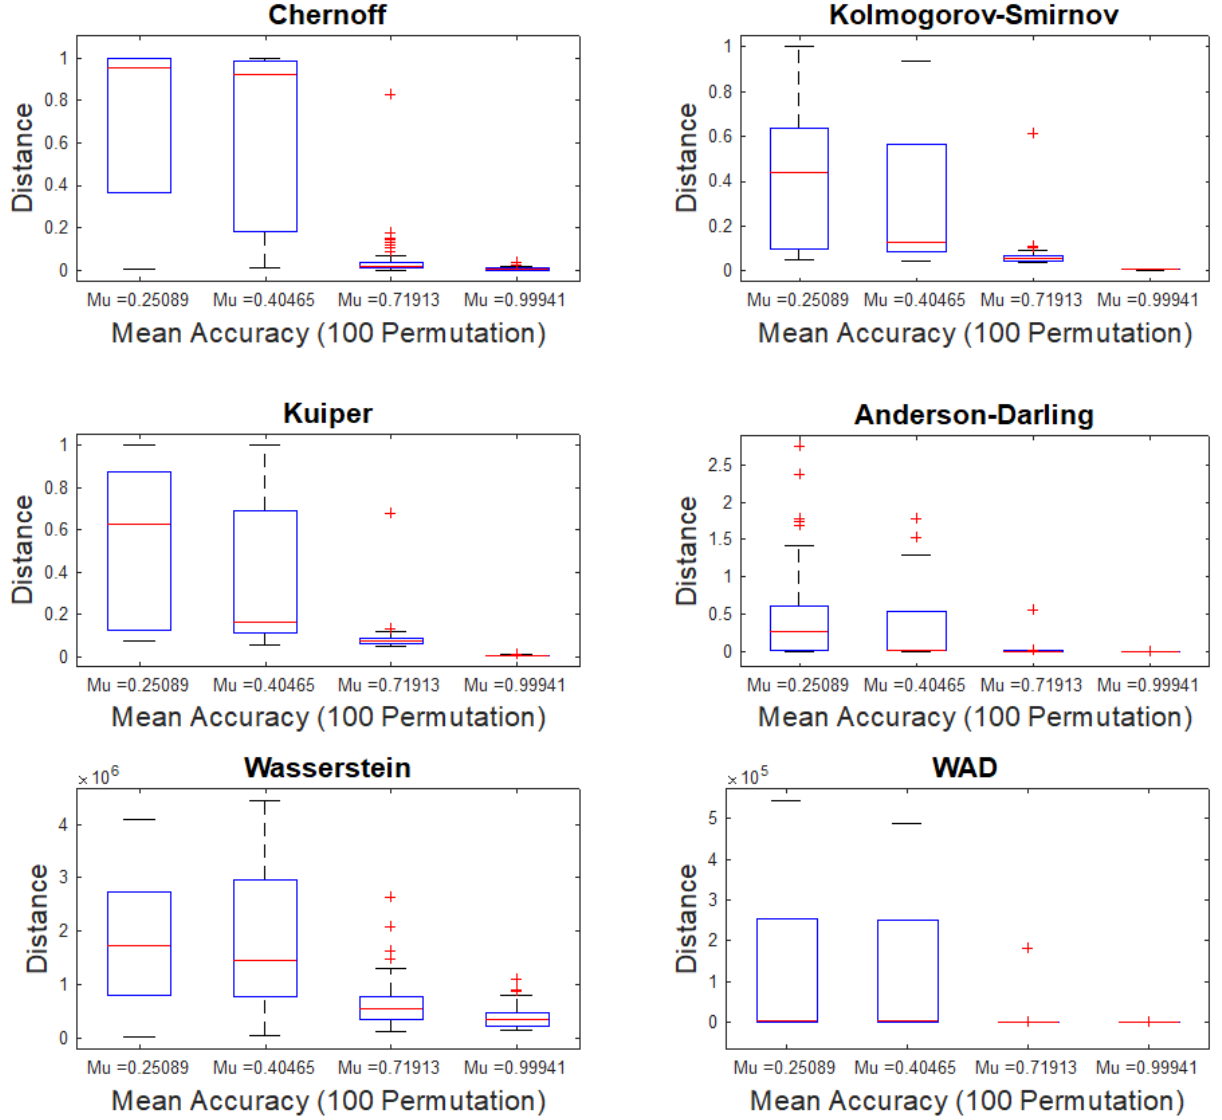 Chernoff
Distance
1
0.8
0.6
0.4
0.2
0
Mu =0.25089 Mu =0.40465 Mu =0.71913 Mu =0.99941
Mean Accuracy (100 Permutation)
Kolmogorov-Smirnov
Distance
1
0.8
0.6
0.4
0.2
0
Mu =0.25089 Mu =0.40465 Mu =0.71913 Mu =0.99941
Mean Accuracy (100 Permutation)
Kuiper
Distance
1
0.8
0.6
0.4
0.2
0
Mu =0.25089 Mu =0.40465 Mu =0.71913 Mu =0.99941
Mean Accuracy (100 Permutation)
Anderson-Darling
Distance
2.5
2
1.5
1
0.5
0
Mu =0.25089 Mu =0.40465 Mu =0.71913 Mu =0.99941
Mean Accuracy (100 Permutation)
Wasserstein
×10^6
Distance
4
3
2
1
0
Mu =0.25089 Mu =0.40465 Mu =0.71913 Mu =0.99941
Mean Accuracy (100 Permutation)
WAD
×10^5
Distance
5
4
3
2
1
0
Mu =0.25089 Mu =0.40465 Mu =0.71913 Mu =0.99941
Mean Accuracy (100 Permutation)